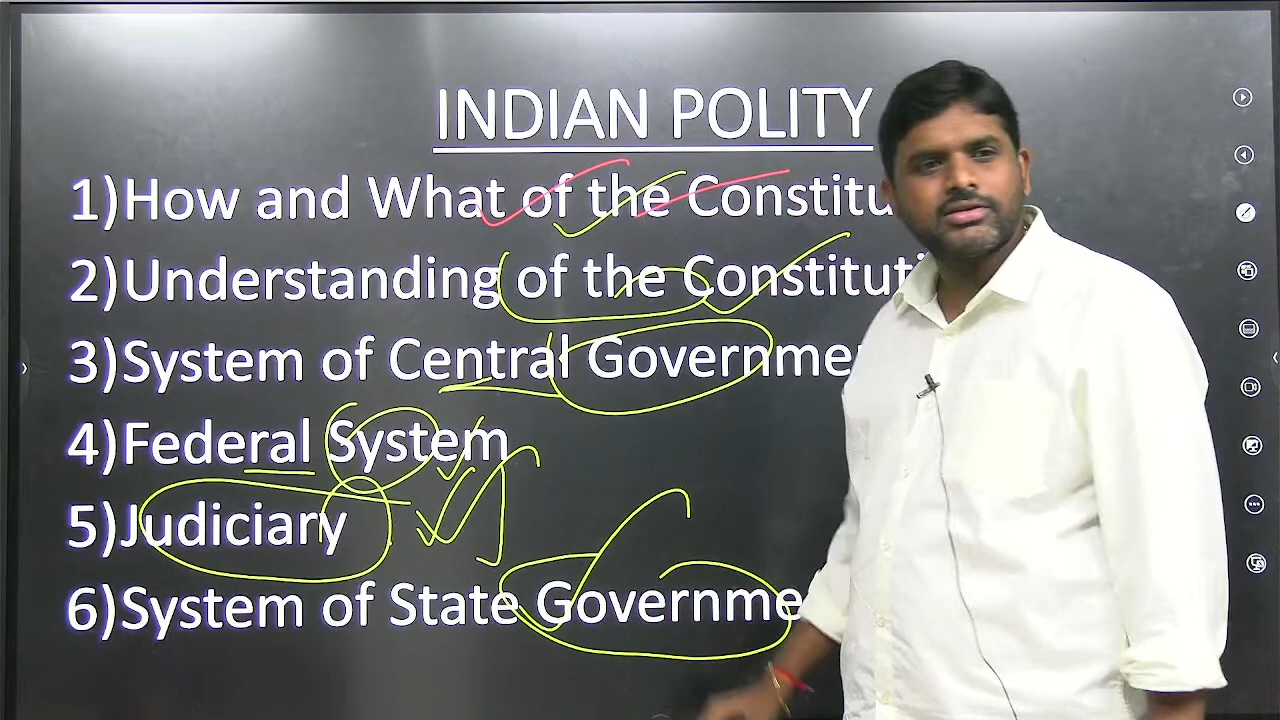 INDIAN POLITY
1)How and What of the Constitu
2)Understanding of the Constituti
3)System of Central Governme
4)Federal System
5)Judiciary
6)System of State Governme